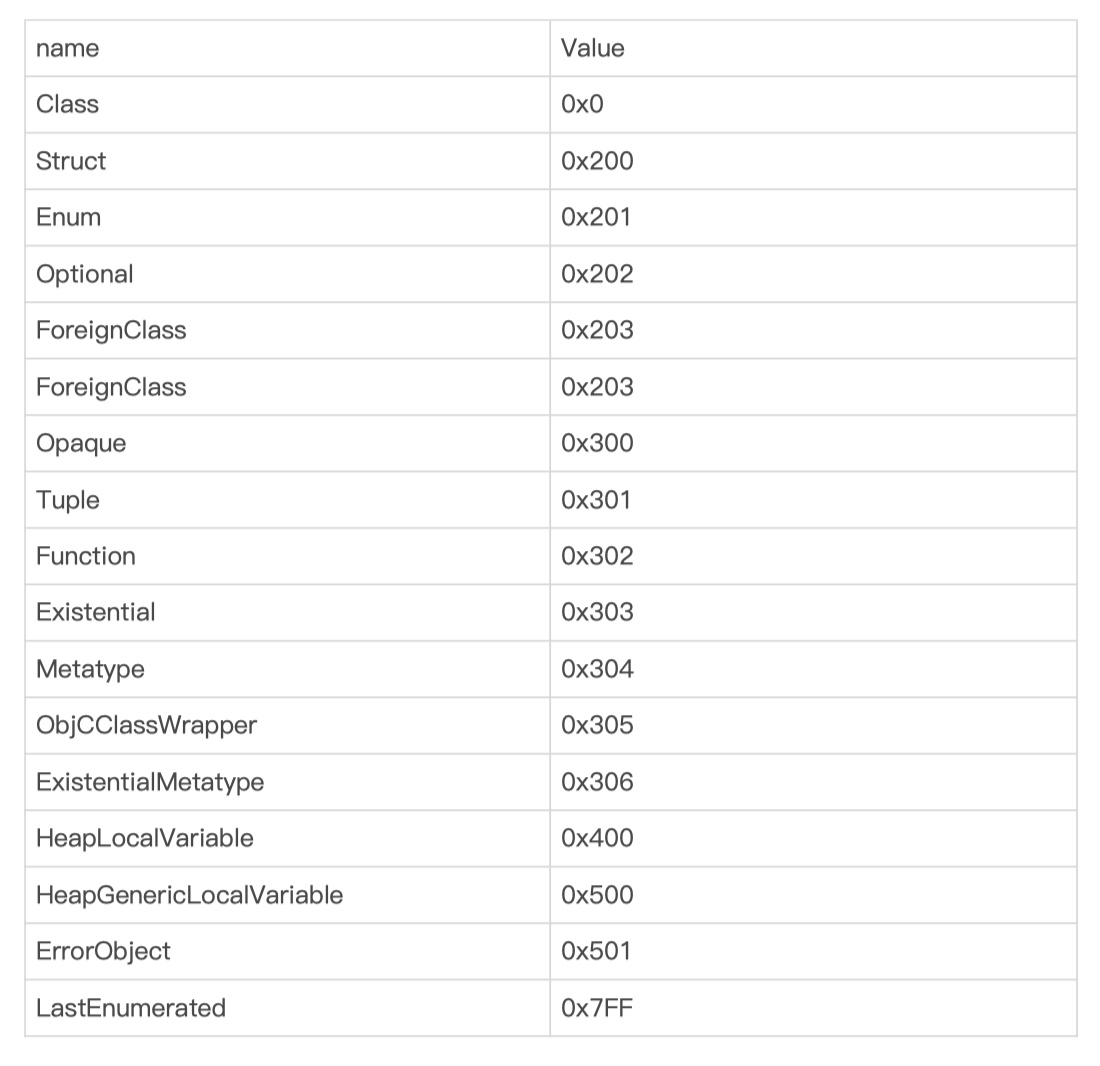 name Value
Class 0x0
Struct 0x200
Enum 0x201
Optional 0x202
ForeignClass 0x203
ForeignClass 0x203
Opaque 0x300
Tuple 0x301
Function 0x302
Existential 0x303
Metatype 0x304
ObjCClassWrapper 0x305
ExistentialMetatype 0x306
HeapLocalVariable 0x400
HeapGenericLocalVariable 0x500
ErrorObject 0x501
LastEnumerated 0x7FF